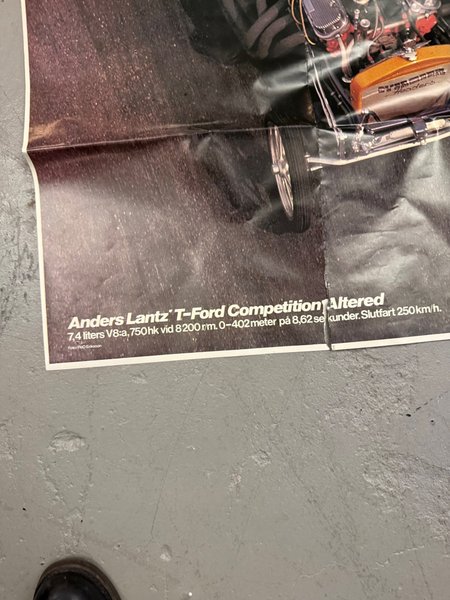 Anders Lantz' T-Ford Competition Altered
7,4 liters V8:a, 750 hk vid 8200 r/m. 0-402 meter på 8,62 sekunder. Slutfart 250 km/h.